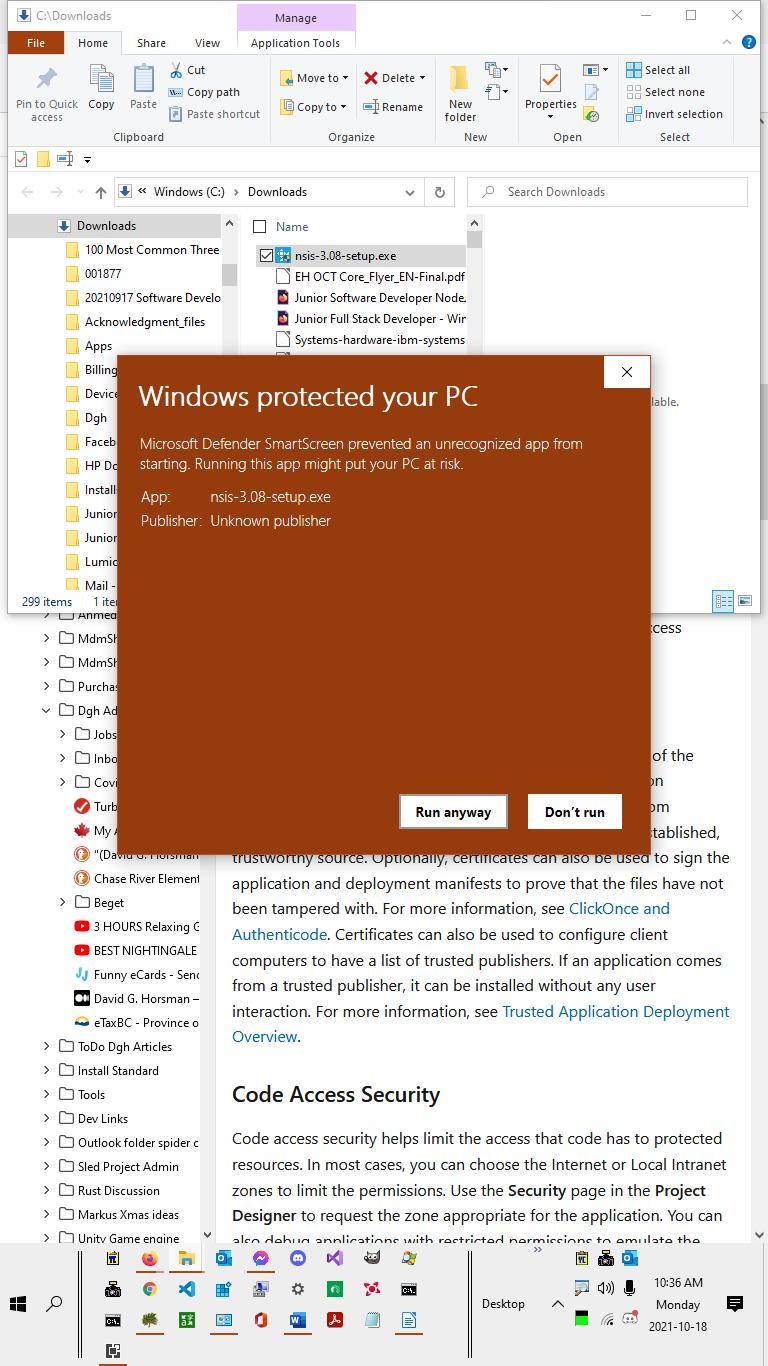 C:\Downloads
Manage
File
Home
Share
View
Application Tools
Pin to Quick access
Copy
Paste
Cut
Copy path
Paste shortcut
Clipboard
Move to
Copy to
Delete
Rename
Organize
New folder
New
Properties
Open
Select all
Select none
Invert selection
Select
« Windows (C:) › Downloads
Search Downloads
Downloads
100 Most Common Three
001877
20210917 Software Develo
Acknowledgment_files
Apps
Billing
Device
Dgh
Faceb
HP Do
Install
Junior
Junior
Lumic
Mail -
Name
nsis-3.08-setup.exe
EH OCT Core_Flyer_EN-Final.pdf
Junior Software Developer Node.
Junior Full Stack Developer - Win
Systems-hardware-ibm-systems
lable.
299 items
1 ite
Windows protected your PC
Microsoft Defender SmartScreen prevented an unrecognized app from
starting. Running this app might put your PC at risk.
App: nsis-3.08-setup.exe
Publisher: Unknown publisher
Run anyway
Don't run
Ahmed
MdmSh
MdmSh
Purchas
Dgh Ad
Jobs
Inbo
Covi
Turb
My A
"(David G. Horsman
Chase River Element
Beget
3 HOURS Relaxing G
BEST NIGHTINGALE
Funny eCards - Send
David G. Horsman –
eTaxBC - Province o
ToDo Dgh Articles
Install Standard
Tools
Dev Links
Outlook folder spider c
Sled Project Admin
Rust Discussion
Markus Xmas ideas
Unity Game engine
cess
of the
on
om
stablished,
trustworthy source. Optionally, certificates can also be used to sign the
application and deployment manifests to prove that the files have not
been tampered with. For more information, see ClickOnce and
Authenticode. Certificates can also be used to configure client
computers to have a list of trusted publishers. If an application comes
from a trusted publisher, it can be installed without any user
interaction. For more information, see Trusted Application Deployment
Overview.
Code Access Security
Code access security helps limit the access that code has to protected
resources. In most cases, you can choose the Internet or Local Intranet
zones to limit the permissions. Use the Security page in the Project
Designer to request the zone appropriate for the application. You can
also debug applications with restricted permissions to emulate the
Desktop
10:36 AM
Monday
2021-10-18